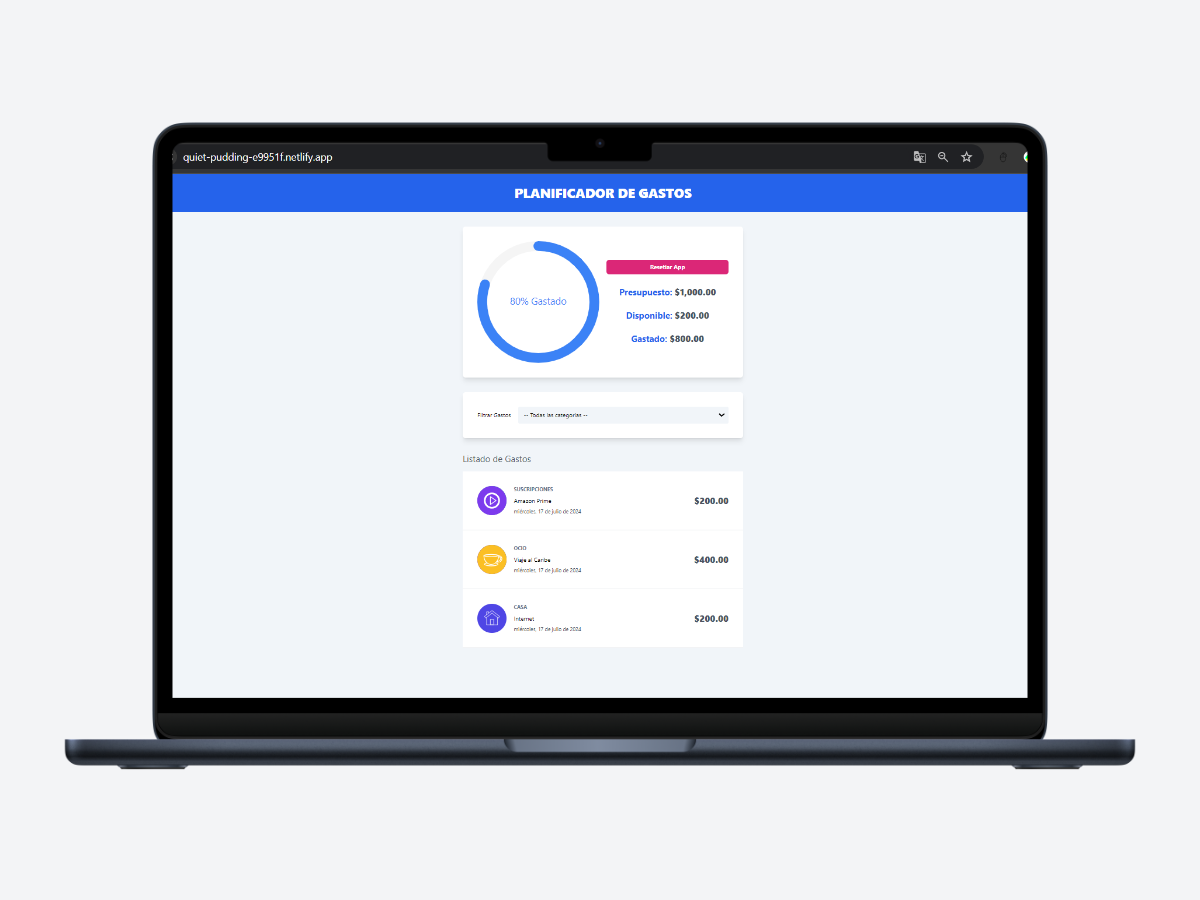 quiet-pudding-e9951f.netlify.app
PLANIFICADOR DE GASTOS
80% Gastado
Resetear App
Presupuesto: $1,000.00
Disponible: $200.00
Gastado: $800.00
Filtrar Gastos
-- Todas las categorias --
Listado de Gastos
SUSCRIPCIONES
Amazon Prime
miércoles, 17 de julio de 2024
$200.00
OCIO
Viaje al Caribe
miércoles, 17 de julio de 2024
$400.00
CASA
Internet
miércoles, 17 de julio de 2024
$200.00